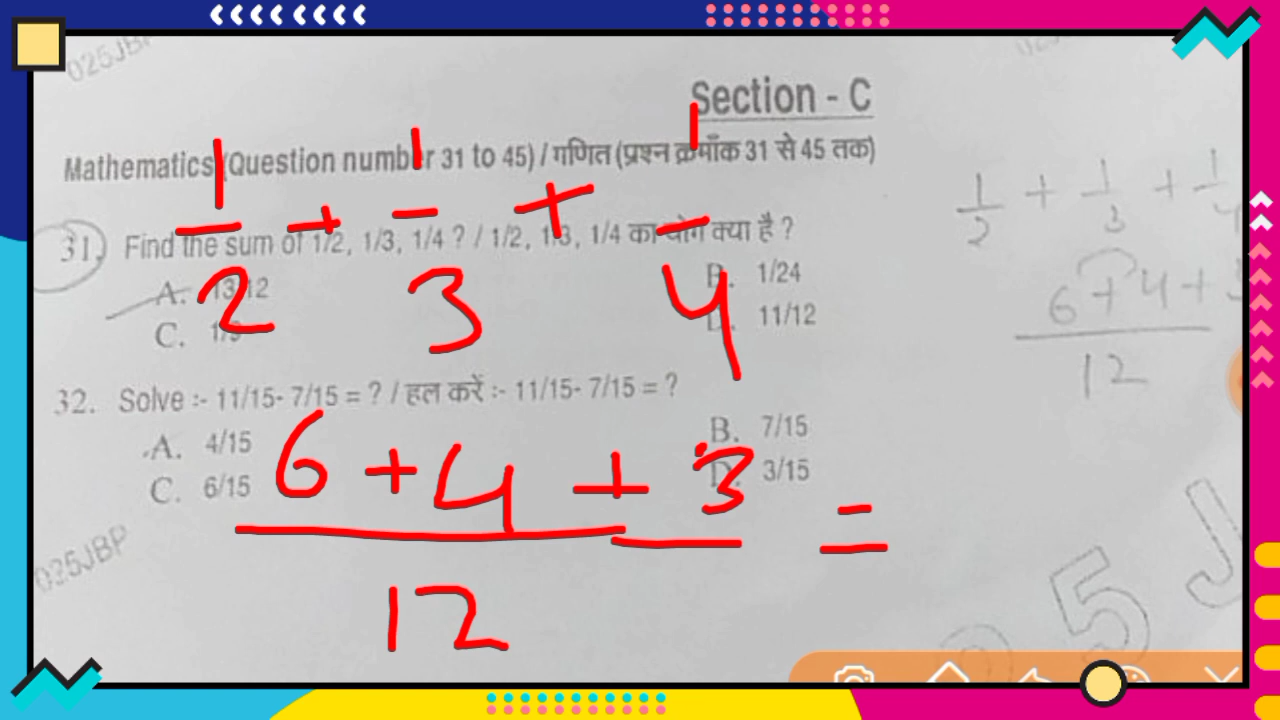 025JBP
Section - C
Mathematics (Question number 31 to 45) / गणित (प्रश्न क्रमाँक 31 से 45 तक)
31. Find the sum of 1/2, 1/3, 1/4 ? / 1/2, 1/3, 1/4 का योग क्या है ?
A. 13/12
B. 1/24
C.
D. 11/12
1/2 + 1/3 + 1/4
6 + 4 + 3
12
=
1/2 + 1/3 + 1/4
6 + 4 +
12
32. Solve :- 11/15- 7/15 = ? / हल करें :- 11/15- 7/15 = ?
A. 4/15
B. 7/15
C. 6/15
D. 3/15
025JBP
25 J